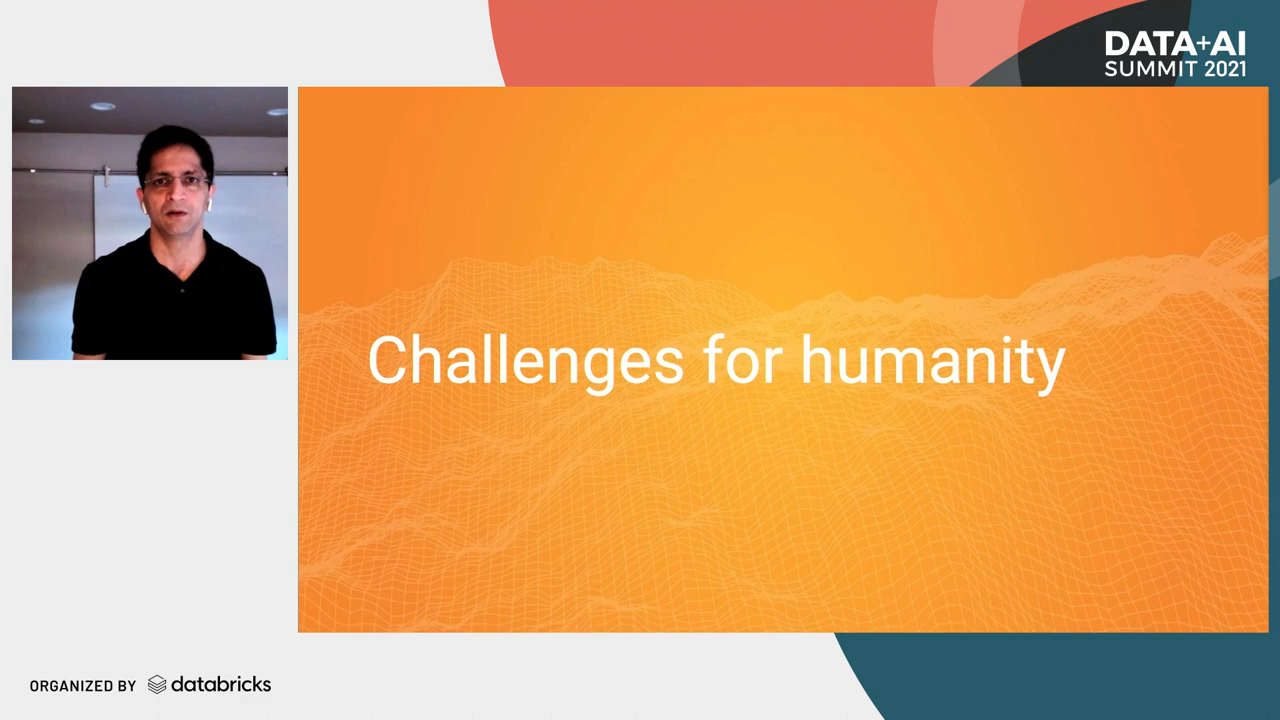 DATA+AI
SUMMIT 2021
Challenges for humanity
ORGANIZED BY databricks